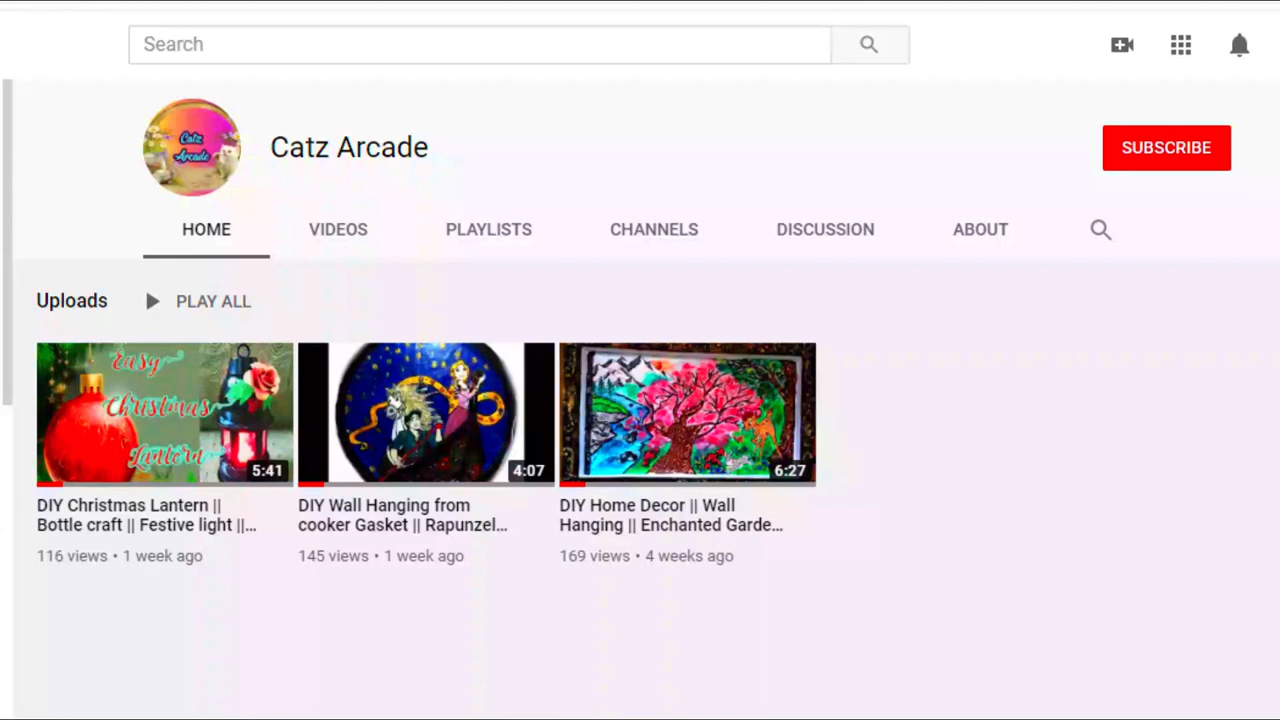 Search
Catz
Arcade
Catz Arcade
SUBSCRIBE
HOME
VIDEOS
PLAYLISTS
CHANNELS
DISCUSSION
ABOUT
Uploads
PLAY ALL
Easy
Christmas
Lantern
5:41
4:07
6:27
DIY Christmas Lantern ||
Bottle craft || Festive light ||...
116 views • 1 week ago
DIY Wall Hanging from
cooker Gasket || Rapunzel...
145 views • 1 week ago
DIY Home Decor || Wall
Hanging || Enchanted Garde...
169 views • 4 weeks ago